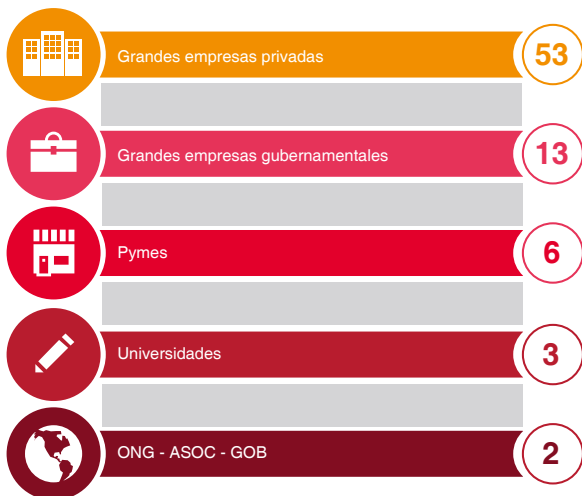 Grandes empresas privadas
53
Grandes empresas gubernamentales
13
Pymes
6
Universidades
3
ONG - ASOC - GOB
2